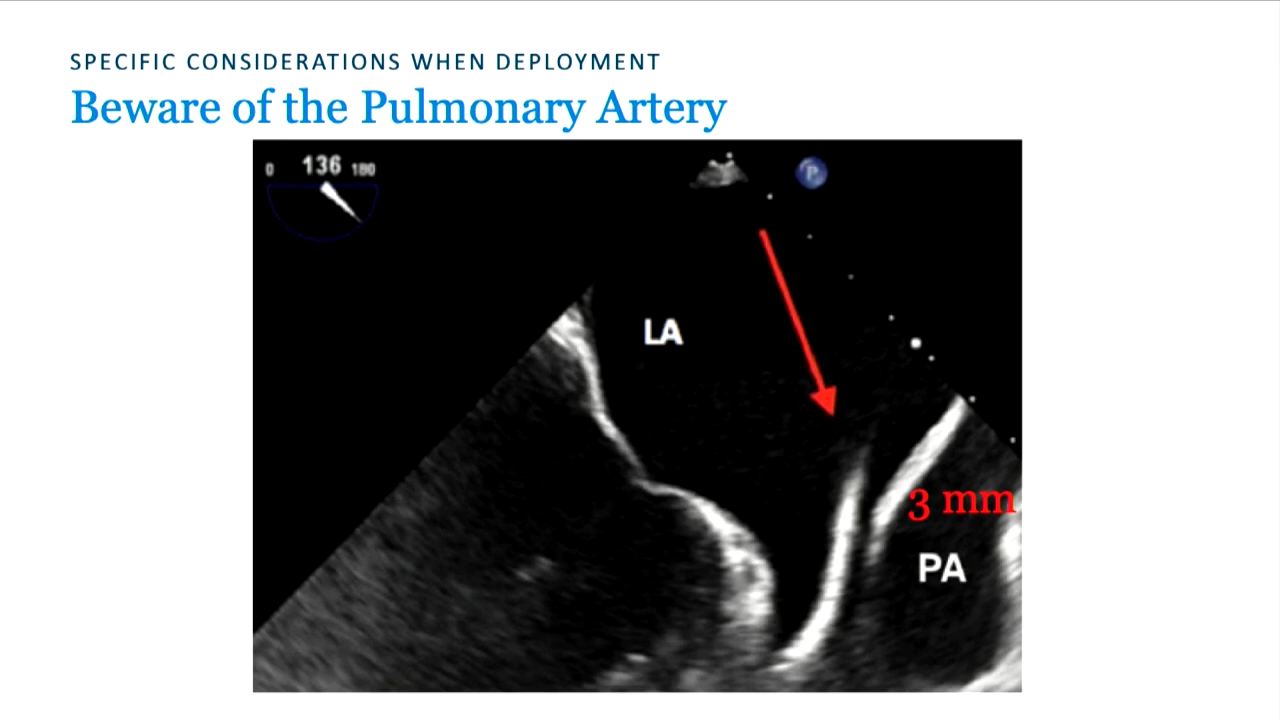 SPECIFIC CONSIDERATIONS WHEN DEPLOYMENT
Beware of the Pulmonary Artery
0 136 180
P
LA
3 mm
PA